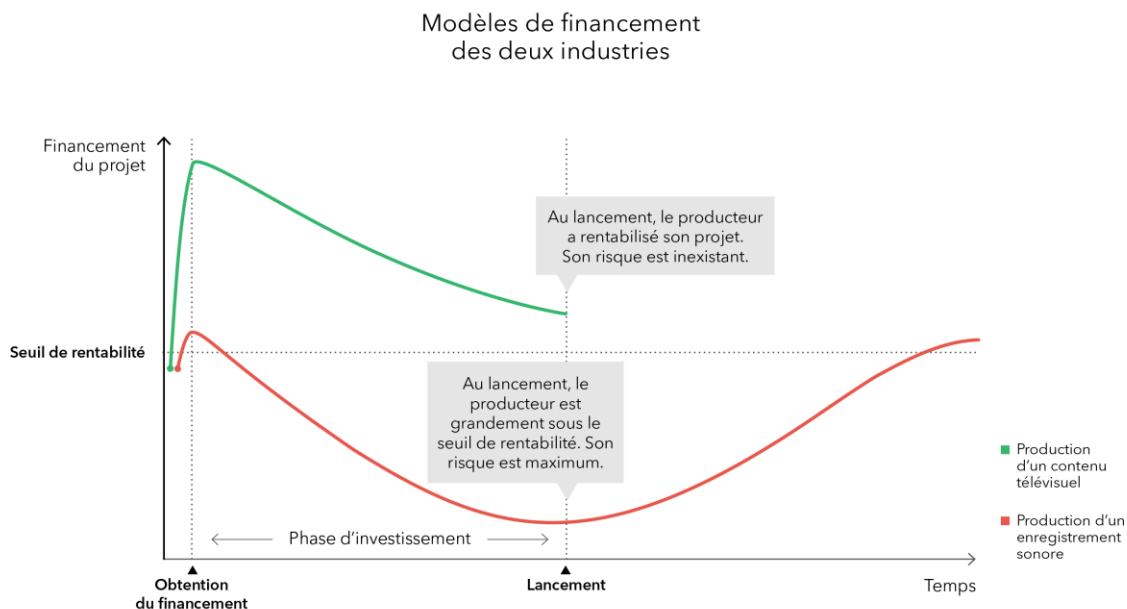 Modèles de financement
des deux industries
Financement
du projet
Au lancement, le producteur
a rentabilisé son projet.
Son risque est inexistant.
Seuil de rentabilité
Au lancement, le
producteur est
grandement sous le
seuil de rentabilité. Son
risque est maximum.
Production
d’un contenu
télévisuel
Production d’un
enregistrement
sonore
Phase d’investissement
Obtention
du financement
Lancement
Temps